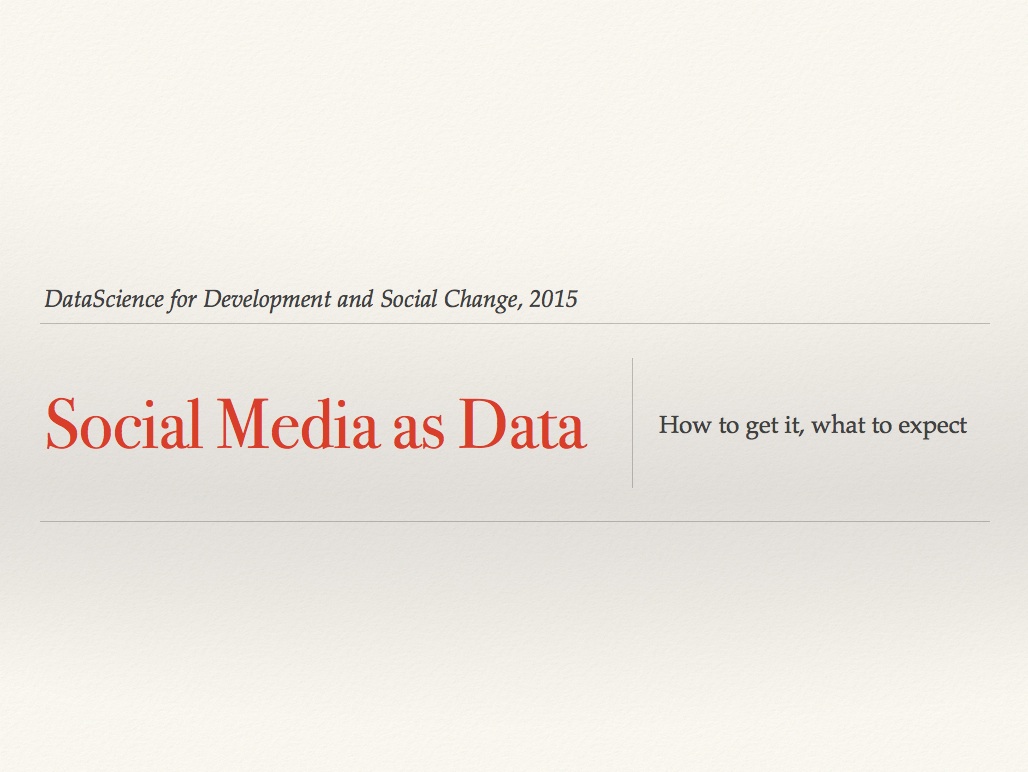 DataScience for Development and Social Change, 2015
Social Media as Data
How to get it, what to expect